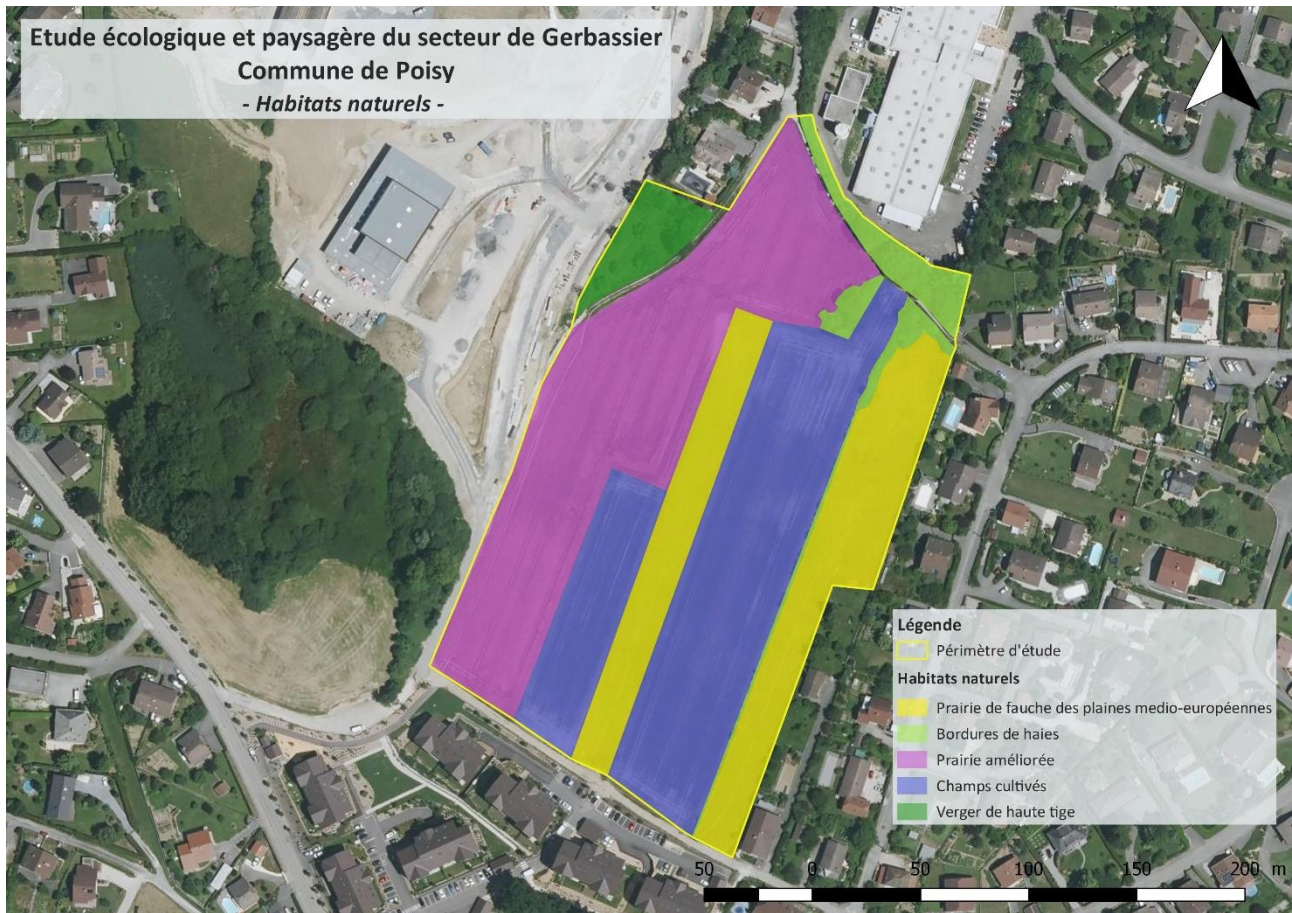 Etude écologique et paysagère du secteur de Gerbassier
Commune de Poisy
- Habitats naturels -
Légende
Périmètre d'étude
Habitats naturels
Prairie de fauche des plaines medio-européennes
Bordures de haies
Prairie améliorée
Champs cultivés
Verger de haute tige
50 0 50 100 150 200 m